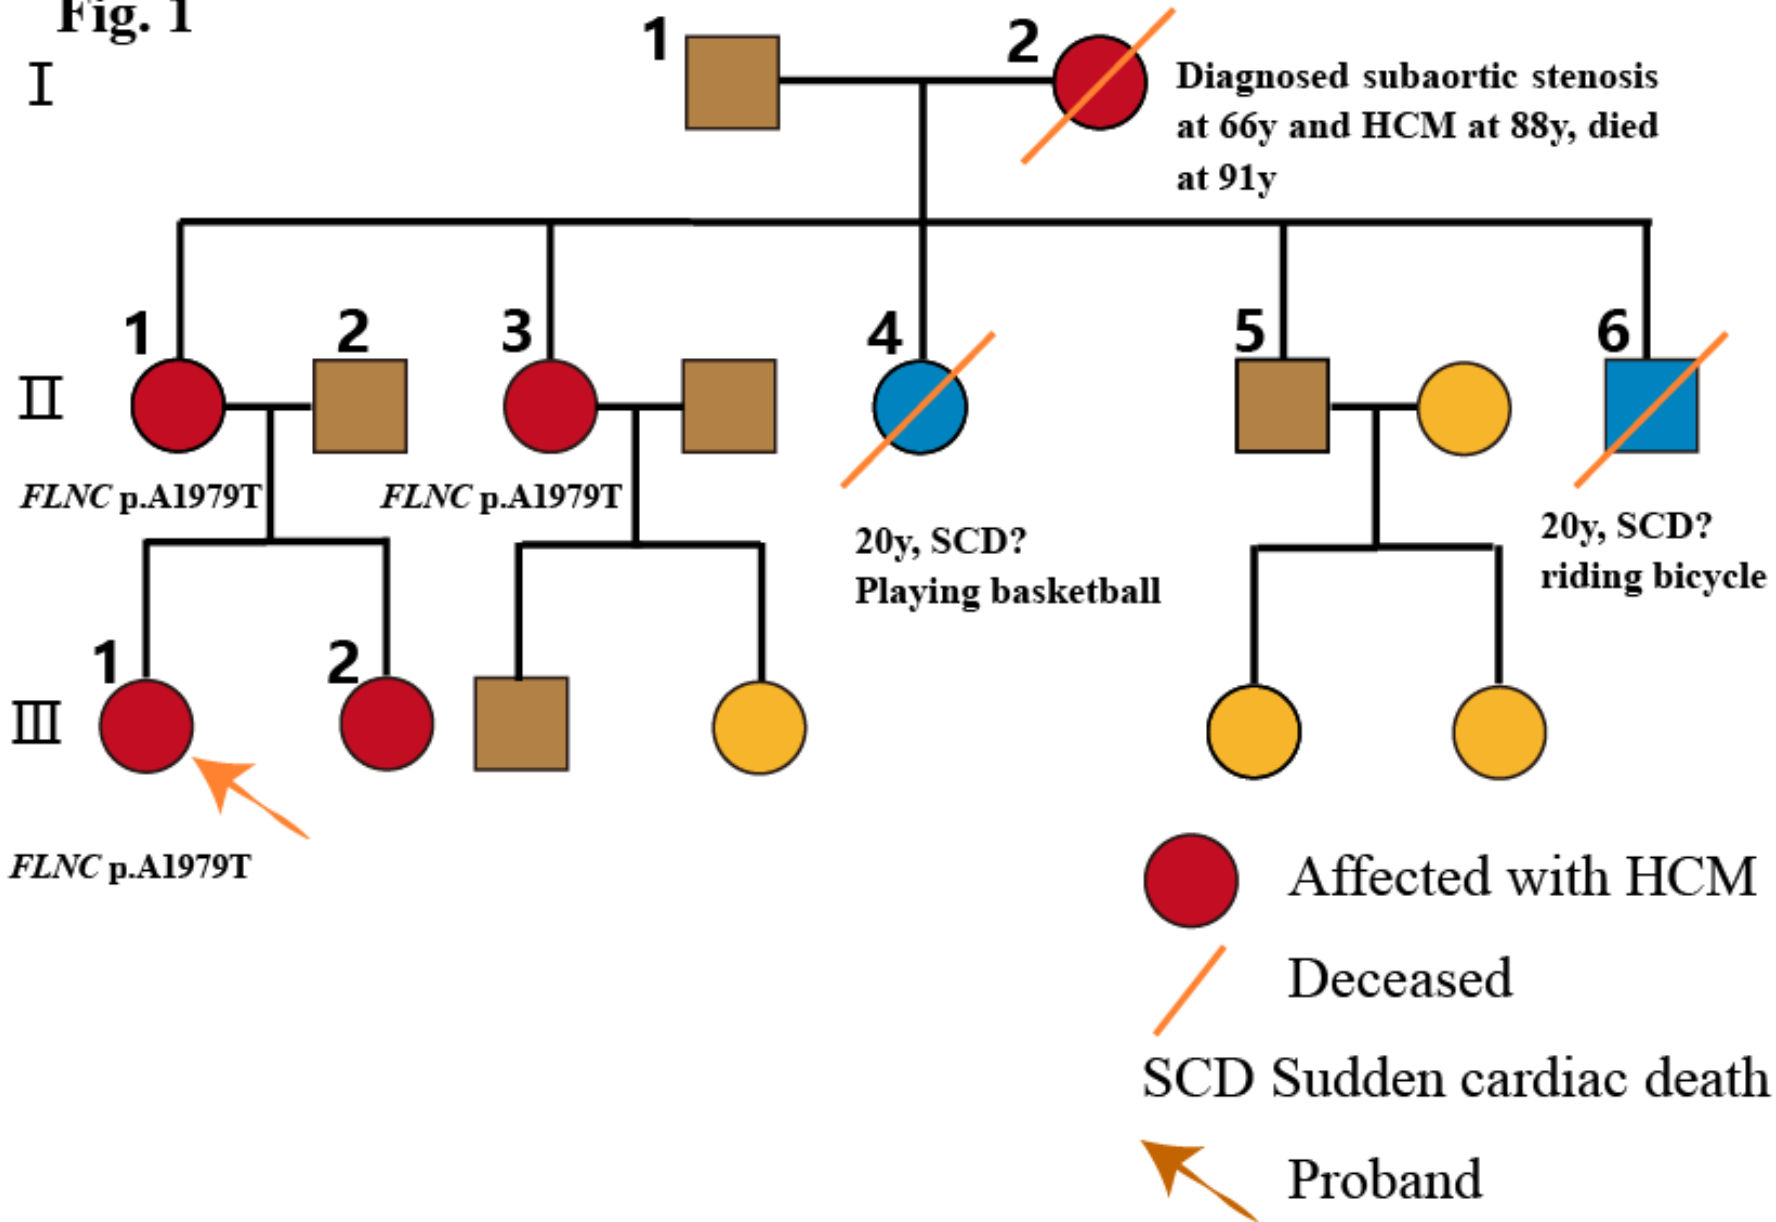 Fig. 1
I
1
2
Diagnosed subaortic stenosis
at 66y and HCM at 88y, died
at 91y
II
1
2
3
4
5
6
FLNC p.A1979T
FLNC p.A1979T
20y, SCD?
Playing basketball
20y, SCD?
riding bicycle
III
1
2
FLNC p.A1979T
Affected with HCM
Deceased
SCD Sudden cardiac death
Proband